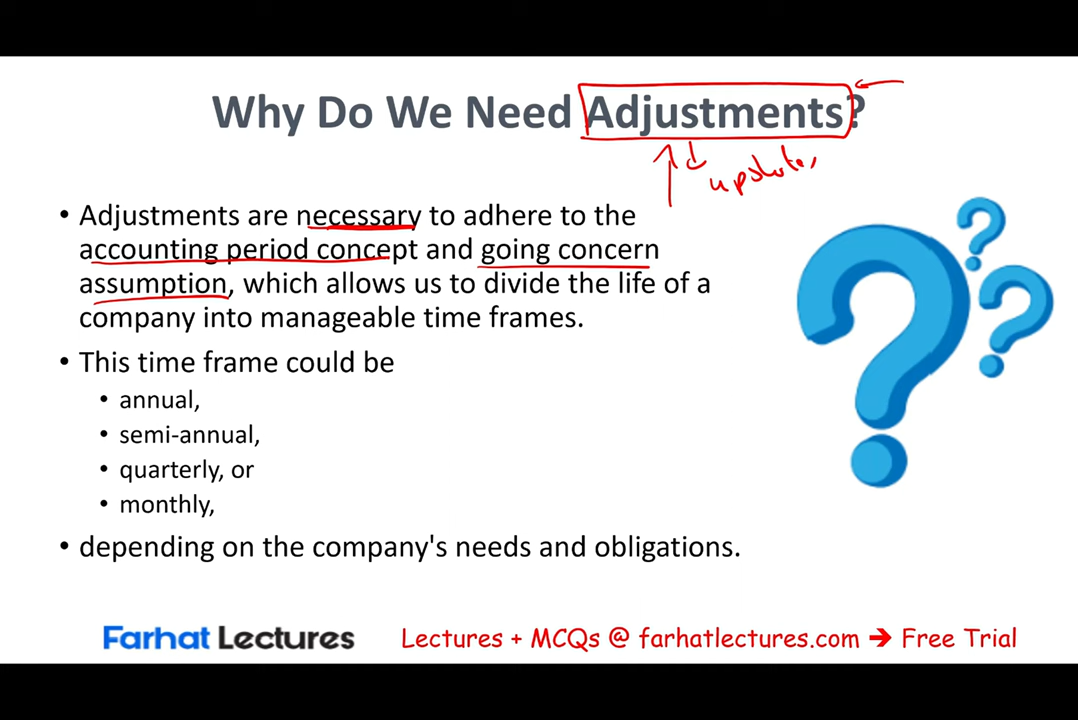 Why Do We Need Adjustments?
update,
• Adjustments are necessary to adhere to the
accounting period concept and going concern
assumption, which allows us to divide the life of a
company into manageable time frames.
• This time frame could be
• annual,
• semi-annual,
• quarterly, or
• monthly,
• depending on the company's needs and obligations.
Farhat Lectures
Lectures + MCQs @ farhatlectures.com ➔ Free Trial